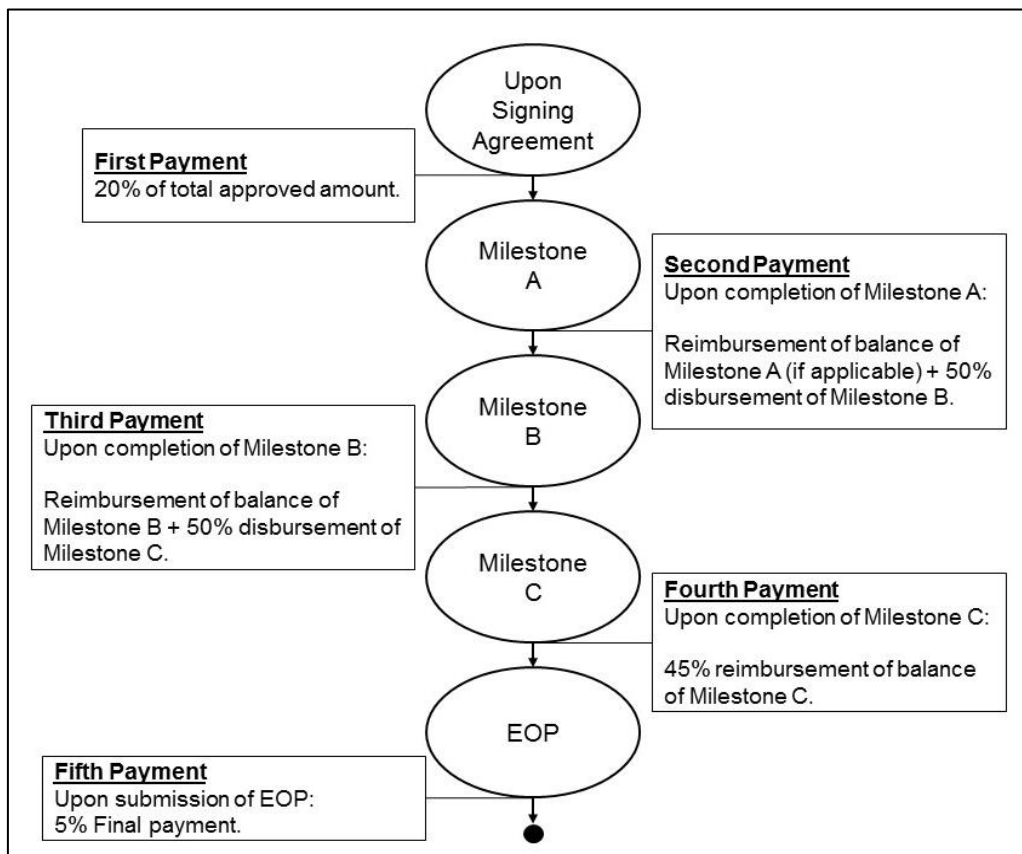 Upon
Signing
Agreement
First Payment
20% of total approved amount.
Milestone
A
Second Payment
Upon completion of Milestone A:
Reimbursement of balance of
Milestone A (if applicable) + 50%
disbursement of Milestone B.
Milestone
B
Third Payment
Upon completion of Milestone B:
Reimbursement of balance of
Milestone B + 50% disbursement of
Milestone C.
Milestone
C
Fourth Payment
Upon completion of Milestone C:
45% reimbursement of balance
of Milestone C.
EOP
Fifth Payment
Upon submission of EOP:
5% Final payment.